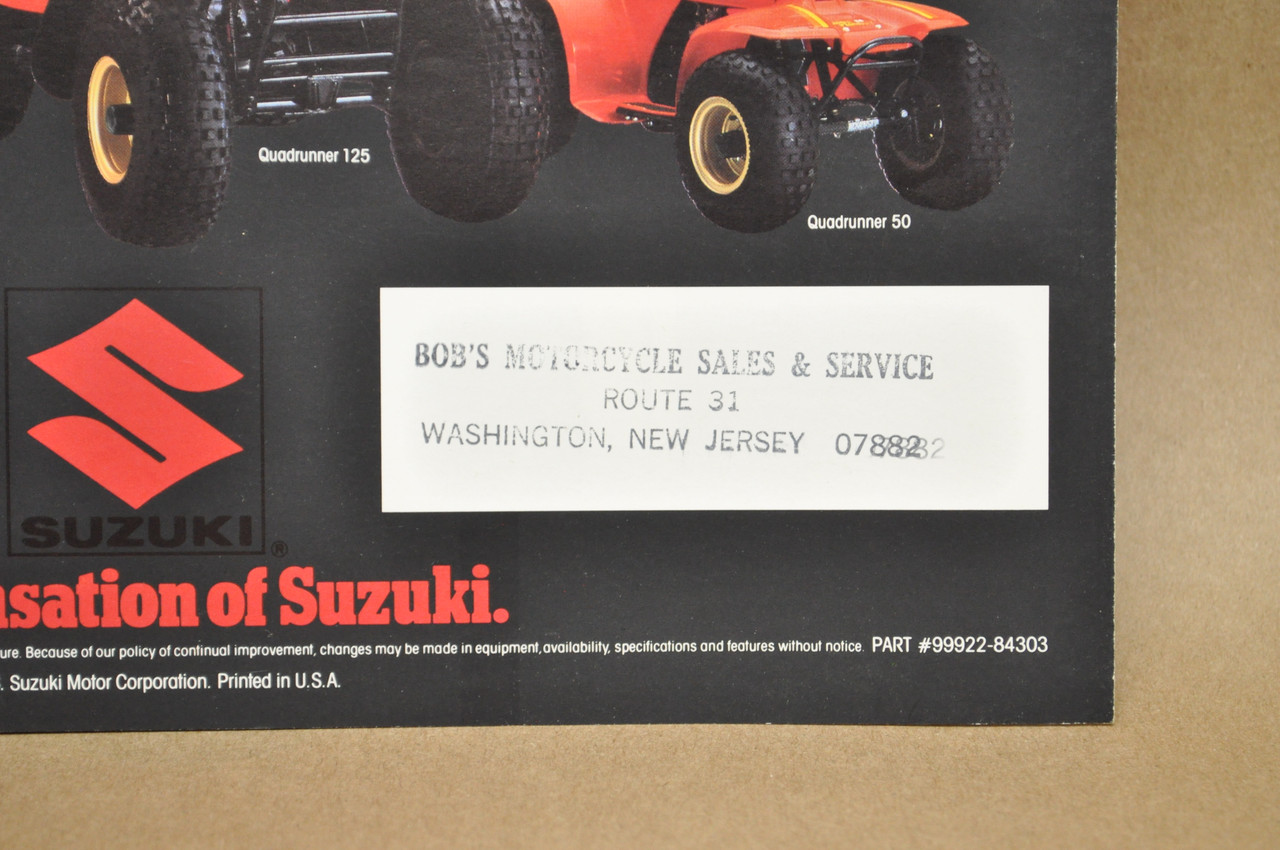 Quadrunner 125
Quadrunner 50
BOB'S MOTORCYCLE SALES & SERVICE
ROUTE 31
WASHINGTON, NEW JERSEY 07882
SUZUKI®
of Suzuki.
Because of our policy of continual improvement, changes may be made in equipment, availability, specifications and features without notice. PART #99922-84303
Suzuki Motor Corporation. Printed in U.S.A.